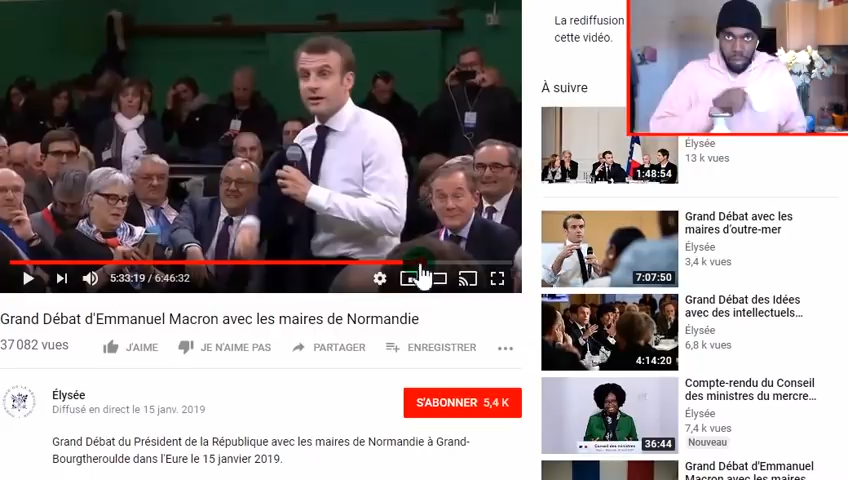 5:33:19 / 6:46:32
Grand Débat d'Emmanuel Macron avec les maires de Normandie
37 082 vues
J'AIME
JE N'AIME PAS
PARTAGER
ENREGISTRER
Élysée
Diffusé en direct le 15 janv. 2019
S'ABONNER 5,4 K
Grand Débat du Président de la République avec les maires de Normandie à Grand-
Bourgtheroulde dans l'Eure le 15 janvier 2019.
La rediffusion
cette vidéo.
À suivre
1:48:54
Élysée
13 k vues
7:07:50
Grand Débat avec les
maires d'outre-mer
Élysée
3,4 k vues
4:14:20
Grand Débat des Idées
avec des intellectuels…
Élysée
6,8 k vues
36:44
Compte-rendu du Conseil
des ministres du mercre…
Élysée
7,4 k vues
Nouveau
Grand Débat d'Emmanuel
Macron avec les maires